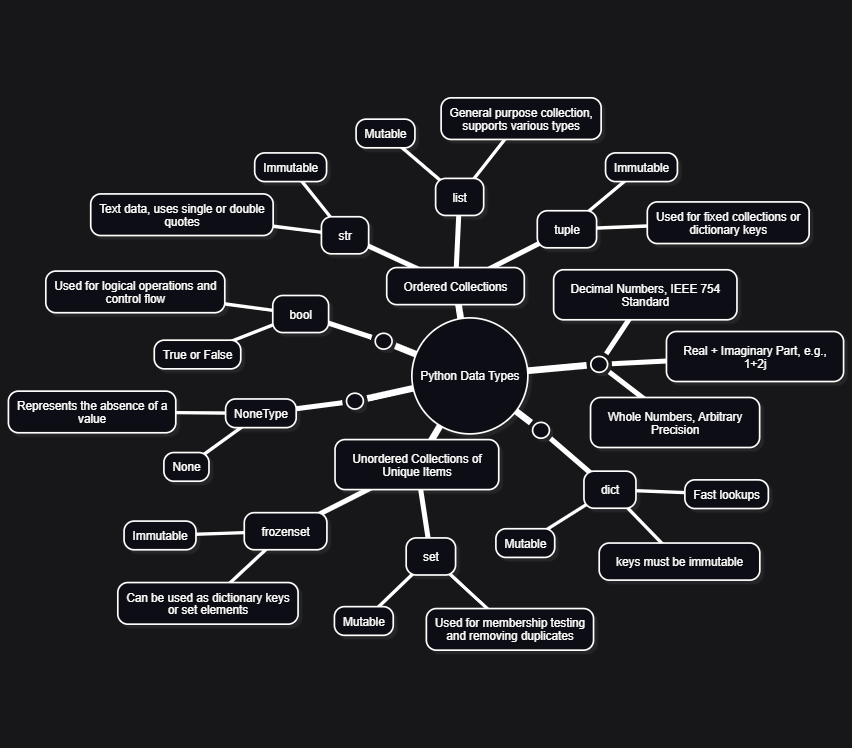 General purpose collection,
supports various types
Mutable
Immutable
Immutable
list
Text data, uses single or double
quotes
str
tuple
Used for fixed collections or
dictionary keys
Ordered Collections
Used for logical operations and
control flow
bool
True or False
Decimal Numbers, IEEE 754
Standard
Real + Imaginary Part, e.g.,
1+2j
Python Data Types
Represents the absence of a
value
NoneType
None
Whole Numbers, Arbitrary
Precision
Unordered Collections of
Unique Items
dict
Fast lookups
Mutable
keys must be immutable
frozenset
Immutable
set
Can be used as dictionary keys
or set elements
Mutable
Used for membership testing
and removing duplicates